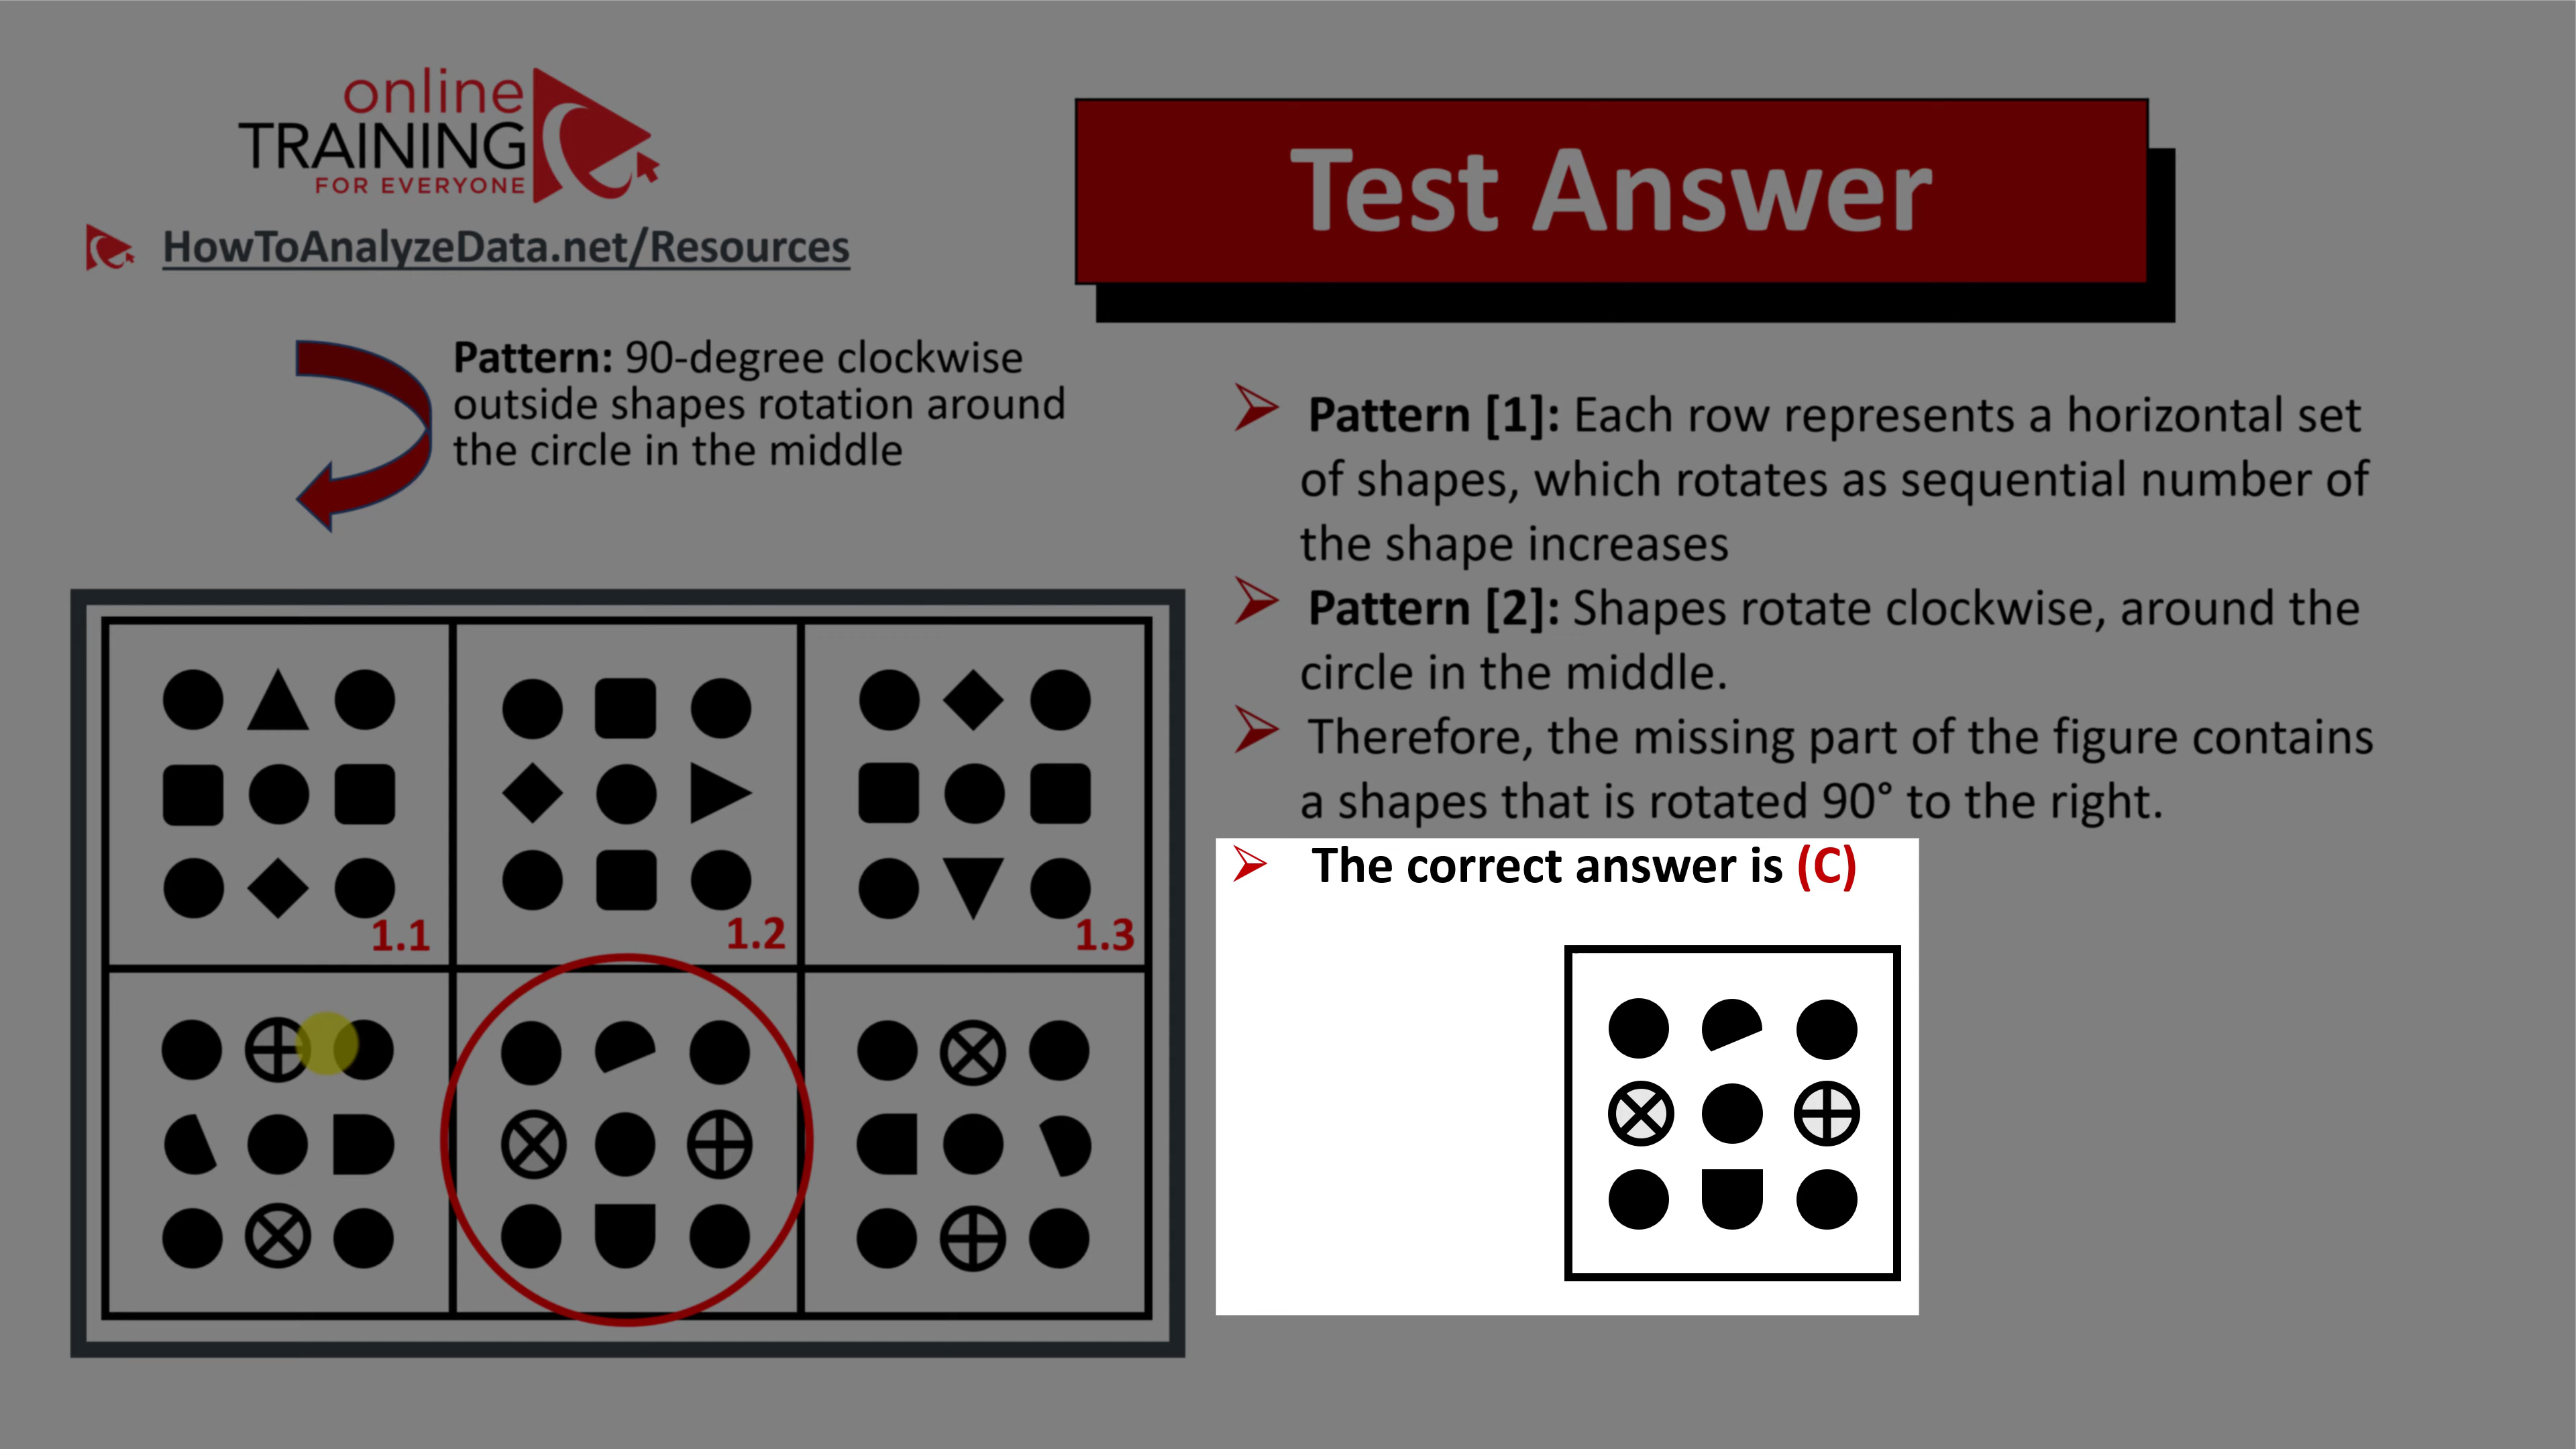 online
TRAINING
FOR EVERYONE
HowToAnalyzeData.net/Resources
Test Answer
Pattern: 90-degree clockwise
outside shapes rotation around
the circle in the middle
Pattern [1]: Each row represents a horizontal set
of shapes, which rotates as sequential number of
the shape increases
Pattern [2]: Shapes rotate clockwise, around the
circle in the middle.
Therefore, the missing part of the figure contains
a shapes that is rotated 90° to the right.
The correct answer is (C)
1.1
1.2
1.3